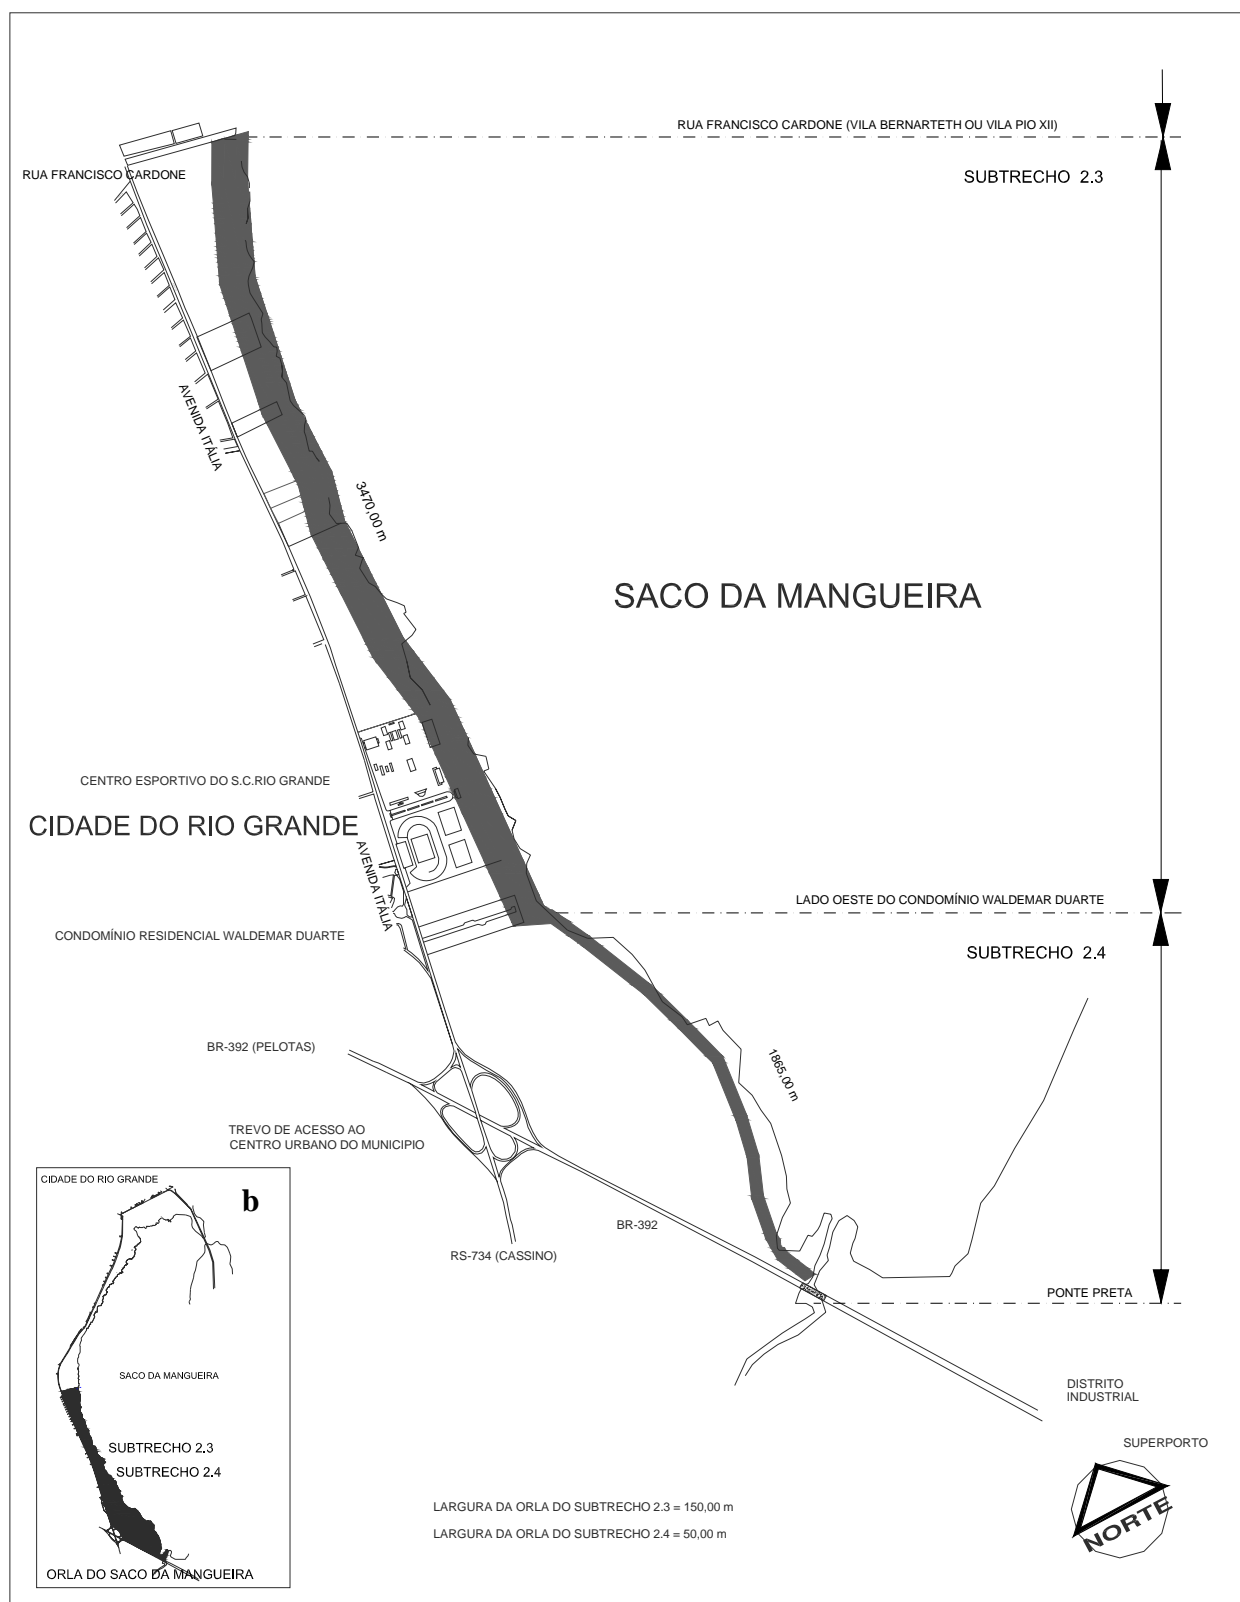 RUA FRANCISCO CARDONE (VILA BERNARTETH OU VILA PIO XII)
RUA FRANCISCO CARDONE
SUBTRECHO 2.3
AVENIDA ITÁLIA
3470,00 m
SACO DA MANGUEIRA
CENTRO ESPORTIVO DO S.C.RIO GRANDE
CIDADE DO RIO GRANDE
AVENIDA ITÁLIA
LADO OESTE DO CONDOMÍNIO WALDEMAR DUARTE
CONDOMÍNIO RESIDENCIAL WALDEMAR DUARTE
SUBTRECHO 2.4
BR-392 (PELOTAS)
1865,00 m
TREVO DE ACESSO AO
CENTRO URBANO DO MUNICIPIO
BR-392
RS-734 (CASSINO)
PONTE PRETA
DISTRITO
INDUSTRIAL
SUPERPORTO
NORTE
LARGURA DA ORLA DO SUBTRECHO 2.3 = 150,00 m
LARGURA DA ORLA DO SUBTRECHO 2.4 = 50,00 m
CIDADE DO RIO GRANDE
b
SACO DA MANGUEIRA
SUBTRECHO 2.3
SUBTRECHO 2.4
ORLA DO SACO DA MANGUEIRA